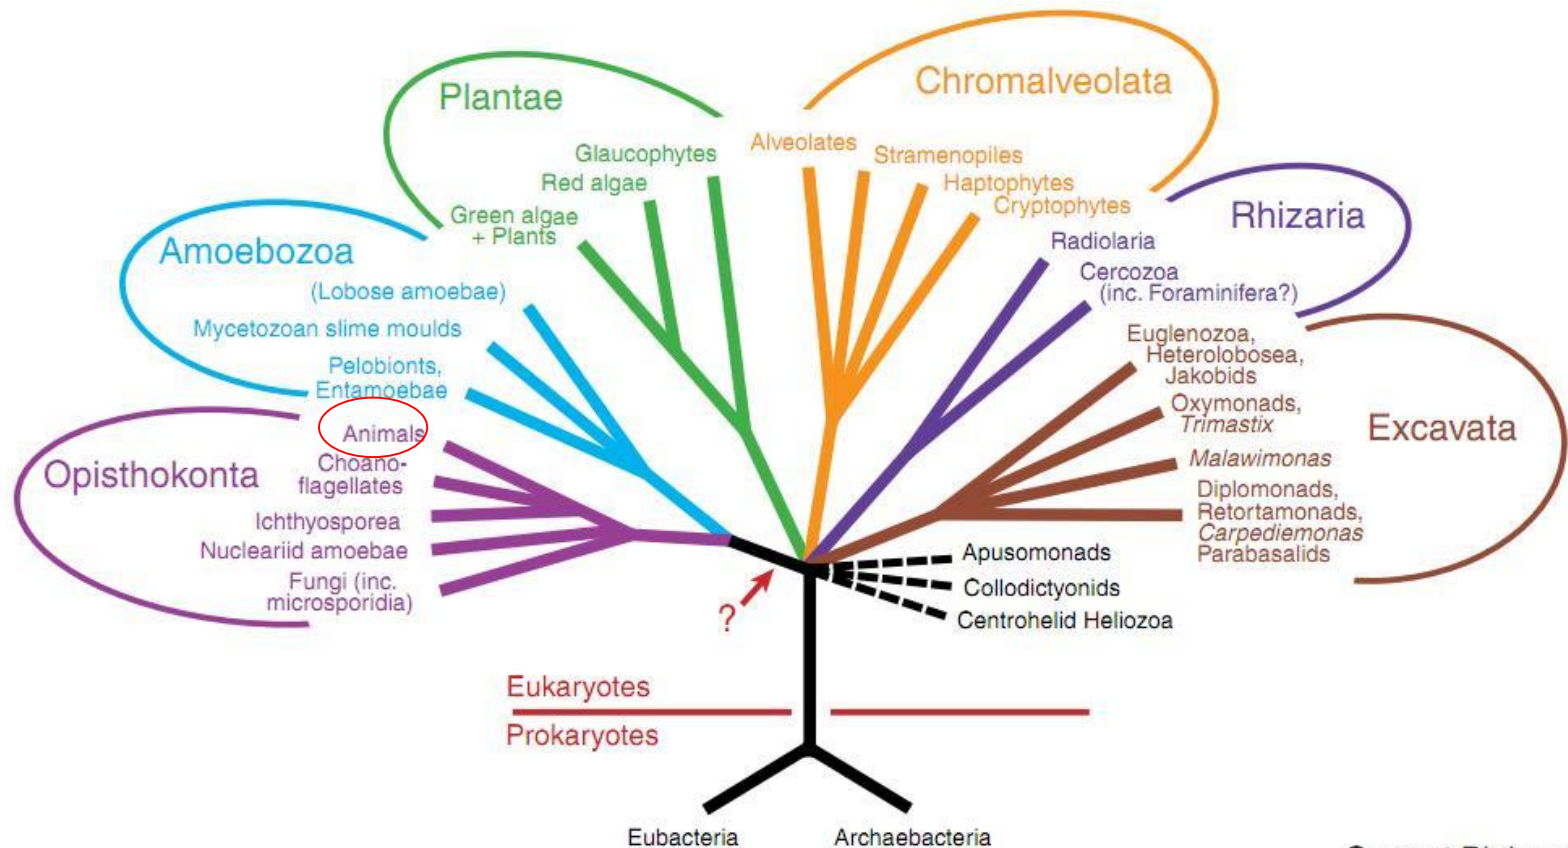 Plantae
Glaucophytes
Red algae
Green algae
+ Plants
Chromalveolata
Alveolates
Stramenopiles
Haptophytes
Cryptophytes
Rhizaria
Radiolaria
Cercozoa
(inc. Foraminifera?)
Amoebozoa
(Lobose amoebae)
Mycetozoan slime moulds
Pelobionts,
Entamoebae
Opisthokonta
Animals
Choano-
flagellates
Ichthyosporea
Nucleariid amoebae
Fungi (inc.
microsporidia)
Excavata
Euglenozoa,
Heterolobosea,
Jakobids
Oxymonads,
Trimastix
Malawimonas
Diplomonads,
Retortamonads,
Carpediemonas
Parabasalids
Apusomonads
Collodictyonids
Centrohelid Heliozoa
?
Eukaryotes
Prokaryotes
Eubacteria
Archaebacteria